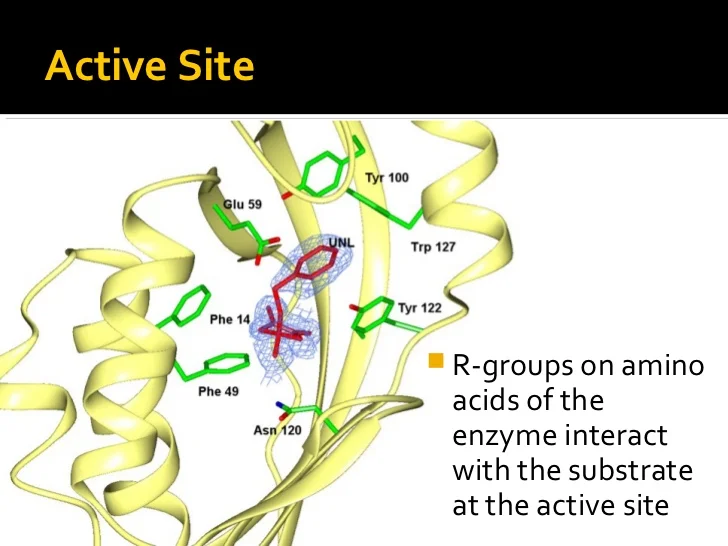 Active Site
Tyr 100
Glu 59
UNL
Trp 127
Tyr 122
Phe 14
Phe 49
Asn 120
R-groups on amino
acids of the
enzyme interact
with the substrate
at the active site